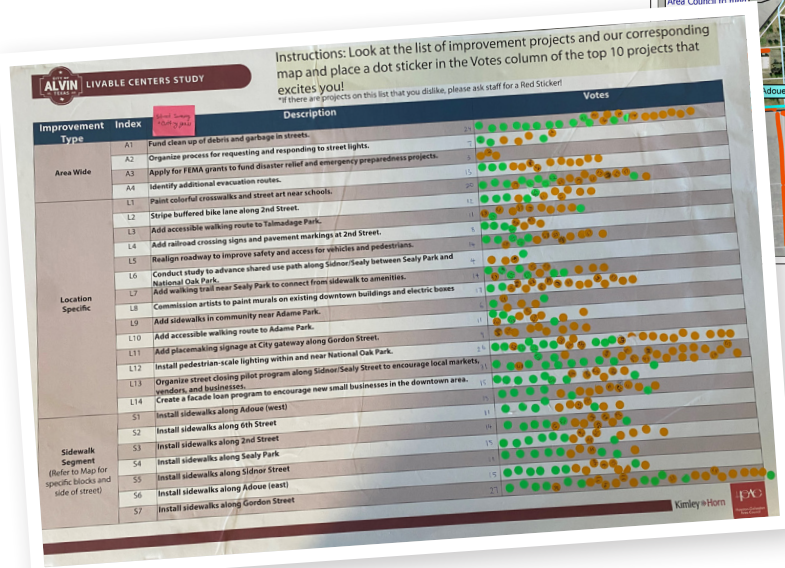 Area Council to
Adoue
CITY OF
ALVIN
TEXAS
LIVABLE CENTERS STUDY
Instructions: Look at the list of improvement projects and our corresponding
map and place a dot sticker in the Votes column of the top 10 projects that
excites you!
*If there are projects on this list that you dislike, please ask staff for a Red Sticker!
Improvement
Type
Index
Description
Votes
Area Wide
A1 Fund clean up of debris and garbage in streets.
A2 Organize process for requesting and responding to street lights.
A3 Apply for FEMA grants to fund disaster relief and emergency preparedness projects.
A4 Identify additional evacuation routes.
Location
Specific
L1 Paint colorful crosswalks and street art near schools.
L2 Stripe buffered bike lane along 2nd Street.
L3 Add accessible walking route to Talmadage Park.
L4 Add railroad crossing signs and pavement markings at 2nd Street.
L5 Realign roadway to improve safety and access for vehicles and pedestrians.
L6 Conduct study to advance shared use path along Sidnor/Sealy between Sealy Park and
National Oak Park.
L7 Add walking trail near Sealy Park to connect from sidewalk to amenities.
L8 Commission artists to paint murals on existing downtown buildings and electric boxes
L9 Add sidewalks in community near Adame Park.
L10 Add accessible walking route to Adame Park.
L11 Add placemaking signage at City gateway along Gordon Street.
L12 Install pedestrian-scale lighting within and near National Oak Park.
L13 Organize street closing pilot program along Sidnor/Sealy Street to encourage local markets,
vendors, and businesses.
L14 Create a facade loan program to encourage new small businesses in the downtown area.
Sidewalk
Segment
(Refer to Map for
specific blocks and
side of street)
S1 Install sidewalks along Adoue (west)
S2 Install sidewalks along 6th Street
S3 Install sidewalks along 2nd Street
S4 Install sidewalks along Sealy Park
S5 Install sidewalks along Sidnor Street
S6 Install sidewalks along Adoue (east)
S7 Install sidewalks along Gordon Street
Kimley»Horn